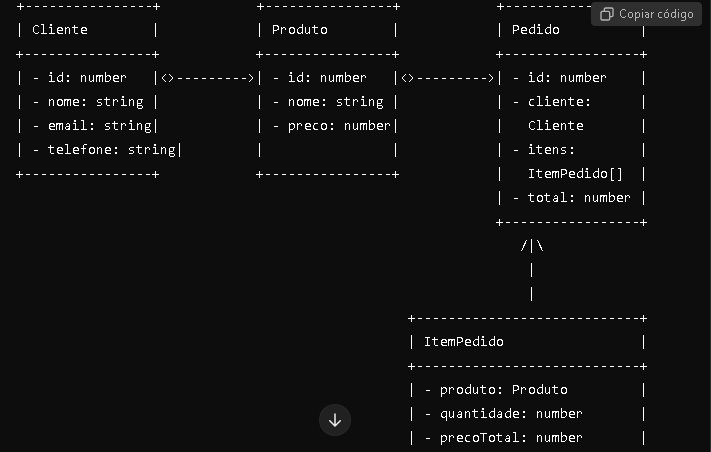 +----------------+            +----------------+            +-----------------+
| Cliente        |            | Produto        |            | Pedido          |
Copiar código
+----------------+            +----------------+            +-----------------+
| - id: number   |<>--------->| - id: number   |<>--------->| - id: number    |
| - nome: string |            | - nome: string |            | - cliente:      |
| - email: string|            | - preco: number|            |   Cliente       |
| - telefone: string|         |                |            | - itens:        |
+----------------+            +----------------+            |   ItemPedido[]  |
| - total: number |
+-----------------+
/|\
|
|
+----------------------------+
| ItemPedido                 |
+----------------------------+
| - produto: Produto         |
| - quantidade: number       |
| - precoTotal: number       |